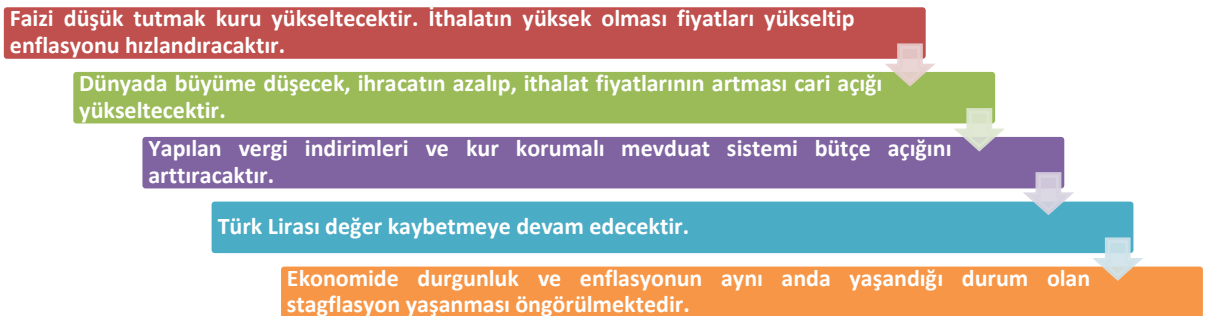 Faizi düşük tutmak kuru yükseltecektir. İthalatın yüksek olması fiyatları yükseltip
enflasyonu hızlandıracaktır.
Dünyada büyüme düşecek, ihracatın azalıp, ithalat fiyatlarının artması cari açığı
yükseltecektir.
Yapılan vergi indirimleri ve kur korumalı mevduat sistemi bütçe açığını
arttıracaktır.
Türk Lirası değer kaybetmeye devam edecektir.
Ekonomide durgunluk ve enflasyonun aynı anda yaşandığı durum olan
stagflasyon yaşanması öngörülmektedir.